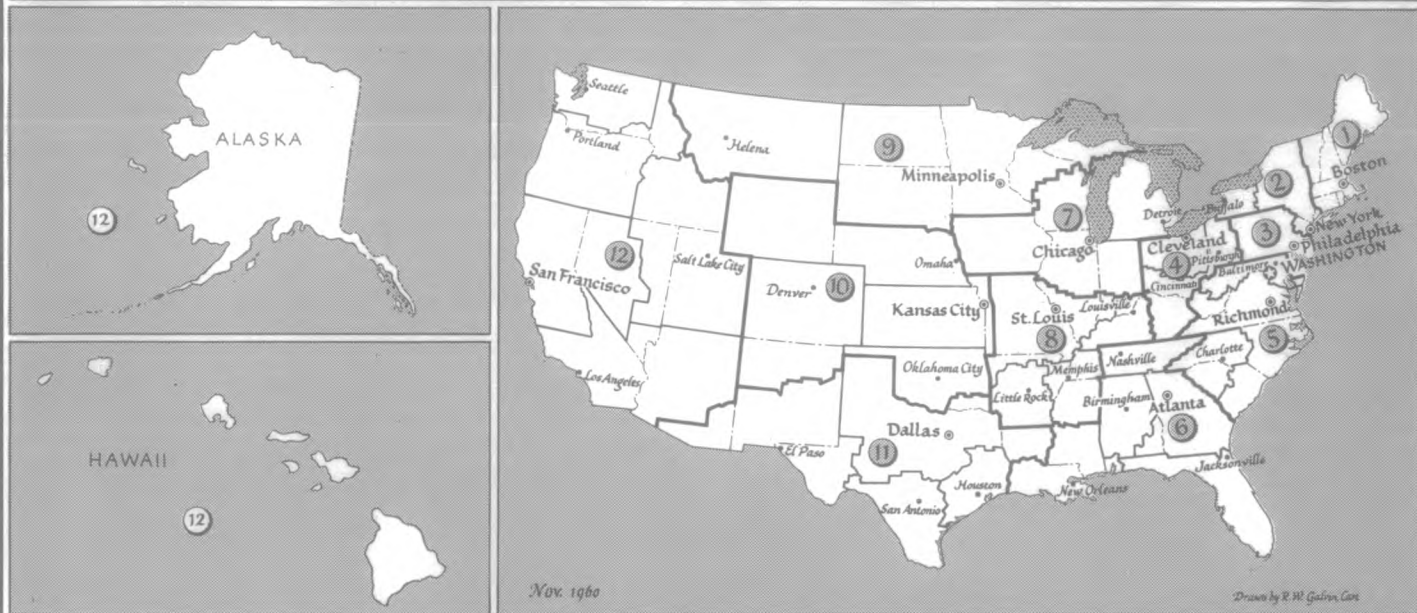 ALASKA
12
HAWAII
12
Seattle
Portland
Helena
9
Minneapolis
1
Boston
2
Buffalo
Detroit
7
Chicago
New York
3
Philadelphia
Cleveland
4
Pittsburgh
Baltimore
WASHINGTON
Cincinnati
12
San Francisco
Salt Lake City
Omaha
Denver
10
Kansas City
St. Louis
Louisville
8
Richmond
5
Los Angeles
Oklahoma City
Memphis
Nashville
Charlotte
Little Rock
Birmingham
Atlanta
6
Dallas
11
El Paso
Houston
San Antonio
New Orleans
Jacksonville
Nov. 1960
Drawn by R. W. Galvin, Cart.